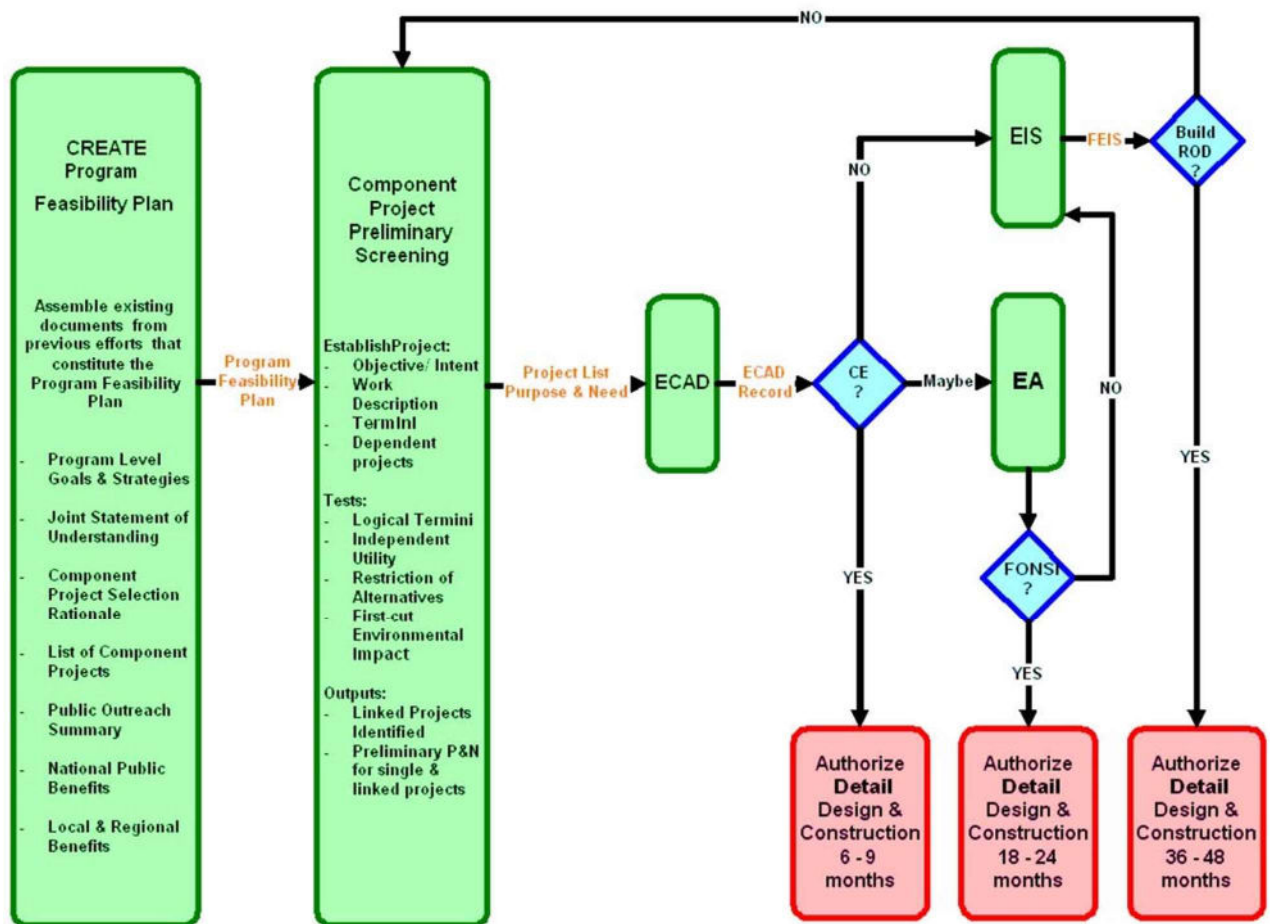 NO
CREATE
Program
Feasibility Plan
Assemble existing
documents from
previous efforts that
constitute the
Program Feasibility
Plan
- Program Level
Goals & Strategies
- Joint Statement of
Understanding
- Component
Project Selection
Rationale
- List of Component
Projects
- Public Outreach
Summary
- National Public
Benefits
- Local & Regional
Benefits
Program
Feasibility
Plan
Component
Project
Preliminary
Screening
EstablishProject:
- Objective/ Intent
- Work
Description
- TermInI
- Dependent
projects
Tests:
- Logical Termini
- Independent
Utility
- Restriction of
Alternatives
- First-cut
Environmental
Impact
Outputs:
- Linked Projects
Identified
- Preliminary P&N
for single &
linked projects
Project List
Purpose & Need
ECAD
ECAD
Record
CE
?
NO
Maybe
YES
EIS
FEIS
Build
ROD
?
EA
NO
YES
FONSI
?
YES
Authorize
Detail
Design &
Construction
6 - 9
months
Authorize
Detail
Design &
Construction
18 - 24
months
Authorize
Detail
Design &
Construction
36 - 48
months